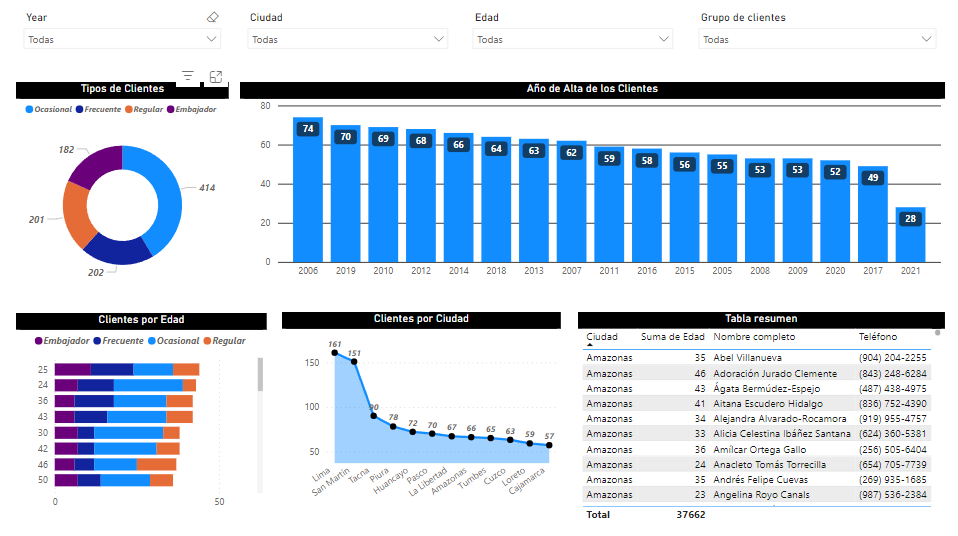 Year
Ciudad
Edad
Grupo de clientes
Todas
Todas
Todas
Todas
Tipos de Clientes
Ocasional Frecuente Regular Embajador
182
414
201
202
Año de Alta de los Clientes
80
60
40
20
0
74 70 69 68 66 64 63 62 59 58 56 55 53 53 52 49 28
2006 2019 2010 2012 2014 2018 2013 2007 2011 2016 2015 2005 2008 2009 2020 2017 2021
Clientes por Edad
Embajador Frecuente Ocasional Regular
25
24
36
43
30
42
46
50
0 50
Clientes por Ciudad
150
100
50
161 151 90 78 72 70 67 66 65 63 59 57
Lima San Martín Tacna Piura Huancayo Pasco La Libertad Amazonas Tumbes Cuzco Loreto Cajamarca
Tabla resumen
Ciudad Suma de Edad Nombre completo Teléfono
Amazonas 35 Abel Villanueva (904) 204-2255
Amazonas 46 Adoración Jurado Clemente (843) 248-6284
Amazonas 43 Ágata Bermúdez-Espejo (487) 438-4975
Amazonas 41 Aitana Escudero Hidalgo (836) 752-4390
Amazonas 34 Alejandra Alvarado-Rocamora (919) 955-4757
Amazonas 33 Alicia Celestina Ibáñez Santana (624) 360-5381
Amazonas 36 Amílcar Ortega Gallo (256) 505-6404
Amazonas 24 Anacleto Tomás Torrecilla (654) 705-7739
Amazonas 35 Andrés Felipe Cuevas (269) 935-1685
Amazonas 23 Angelina Royo Canals (987) 536-2384
Total 37662